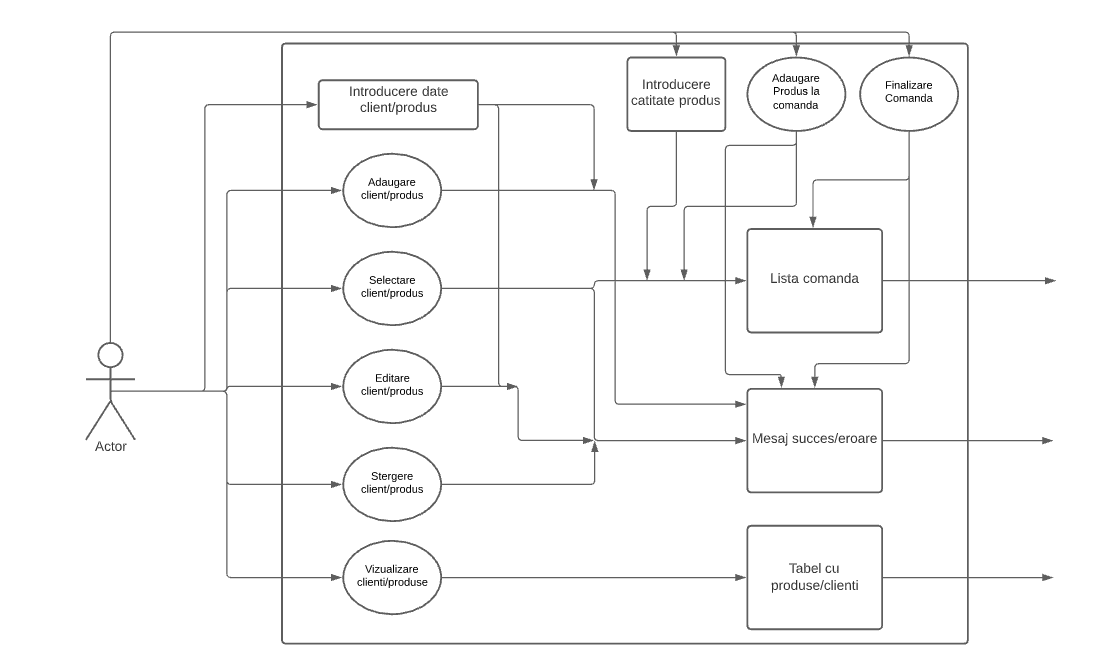 Introducere date
client/produs
Introducere
catitate produs
Adaugare
Produs la
comanda
Finalizare
Comanda
Adaugare
client/produs
Selectare
client/produs
Lista comanda
Editare
client/produs
Actor
Mesaj succes/eroare
Stergere
client/produs
Vizualizare
clienti/produse
Tabel cu
produse/clienti